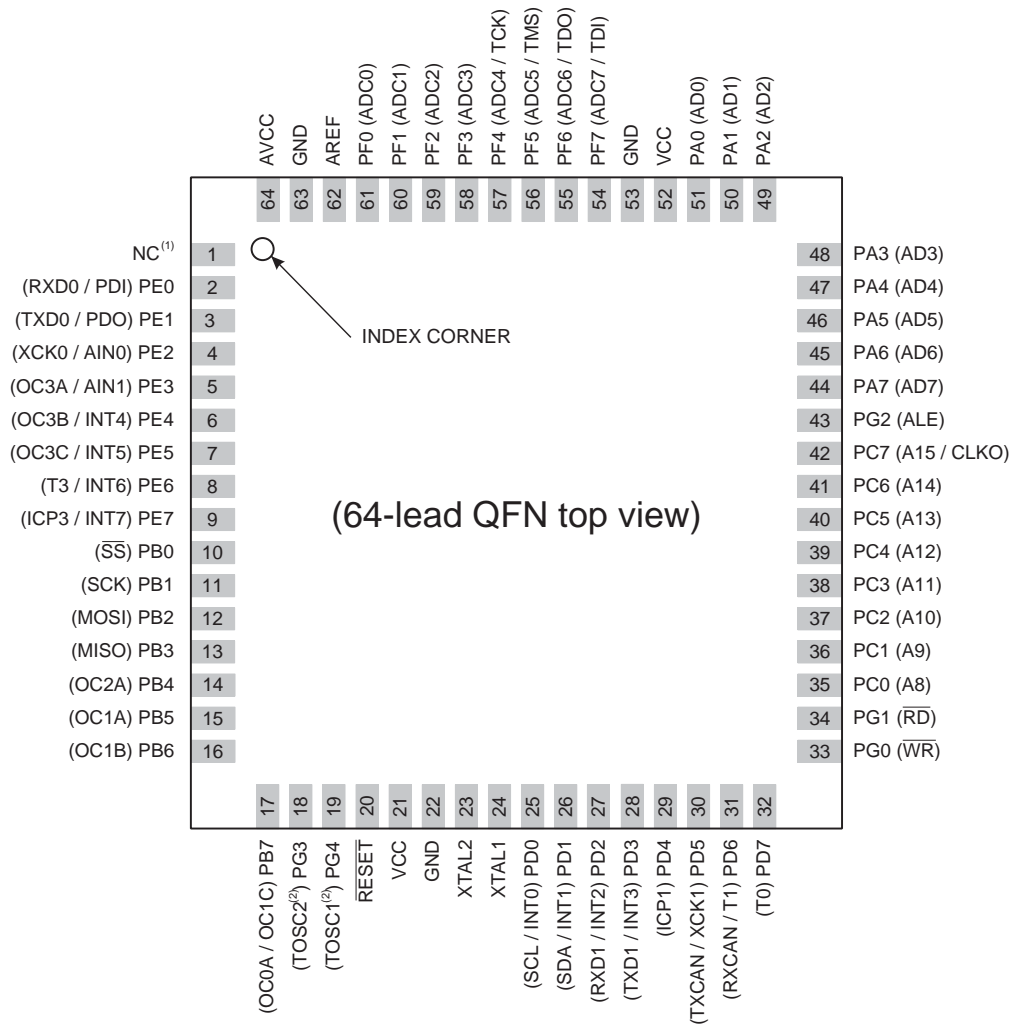 AVCC
GND
AREF
PF0 (ADC0)
PF1 (ADC1)
PF2 (ADC2)
PF3 (ADC3)
PF4 (ADC4 / TCK)
PF5 (ADC5 / TMS)
PF6 (ADC6 / TDO)
PF7 (ADC7 / TDI)
GND
VCC
PA0 (AD0)
PA1 (AD1)
PA2 (AD2)
64
63
62
61
60
59
58
57
56
55
54
53
52
51
50
49
NC(1) 1
(RXD0 / PDI) PE0 2
(TXD0 / PDO) PE1 3
(XCK0 / AIN0) PE2 4
(OC3A / AIN1) PE3 5
(OC3B / INT4) PE4 6
(OC3C / INT5) PE5 7
(T3 / INT6) PE6 8
(ICP3 / INT7) PE7 9
(SS) PB0 10
(SCK) PB1 11
(MOSI) PB2 12
(MISO) PB3 13
(OC2A) PB4 14
(OC1A) PB5 15
(OC1B) PB6 16
INDEX CORNER
(64-lead QFN top view)
48 PA3 (AD3)
47 PA4 (AD4)
46 PA5 (AD5)
45 PA6 (AD6)
44 PA7 (AD7)
43 PG2 (ALE)
42 PC7 (A15 / CLKO)
41 PC6 (A14)
40 PC5 (A13)
39 PC4 (A12)
38 PC3 (A11)
37 PC2 (A10)
36 PC1 (A9)
35 PC0 (A8)
34 PG1 (RD)
33 PG0 (WR)
17
18
19
20
21
22
23
24
25
26
27
28
29
30
31
32
(OC0A / OC1C) PB7
(TOSC2(2)) PG3
(TOSC1(2)) PG4
RESET
VCC
GND
XTAL2
XTAL1
(SCL / INT0) PD0
(SDA / INT1) PD1
(RXD1 / INT2) PD2
(TXD1 / INT3) PD3
(ICP1) PD4
(TXCAN / XCK1) PD5
(RXCAN / T1) PD6
(T0) PD7